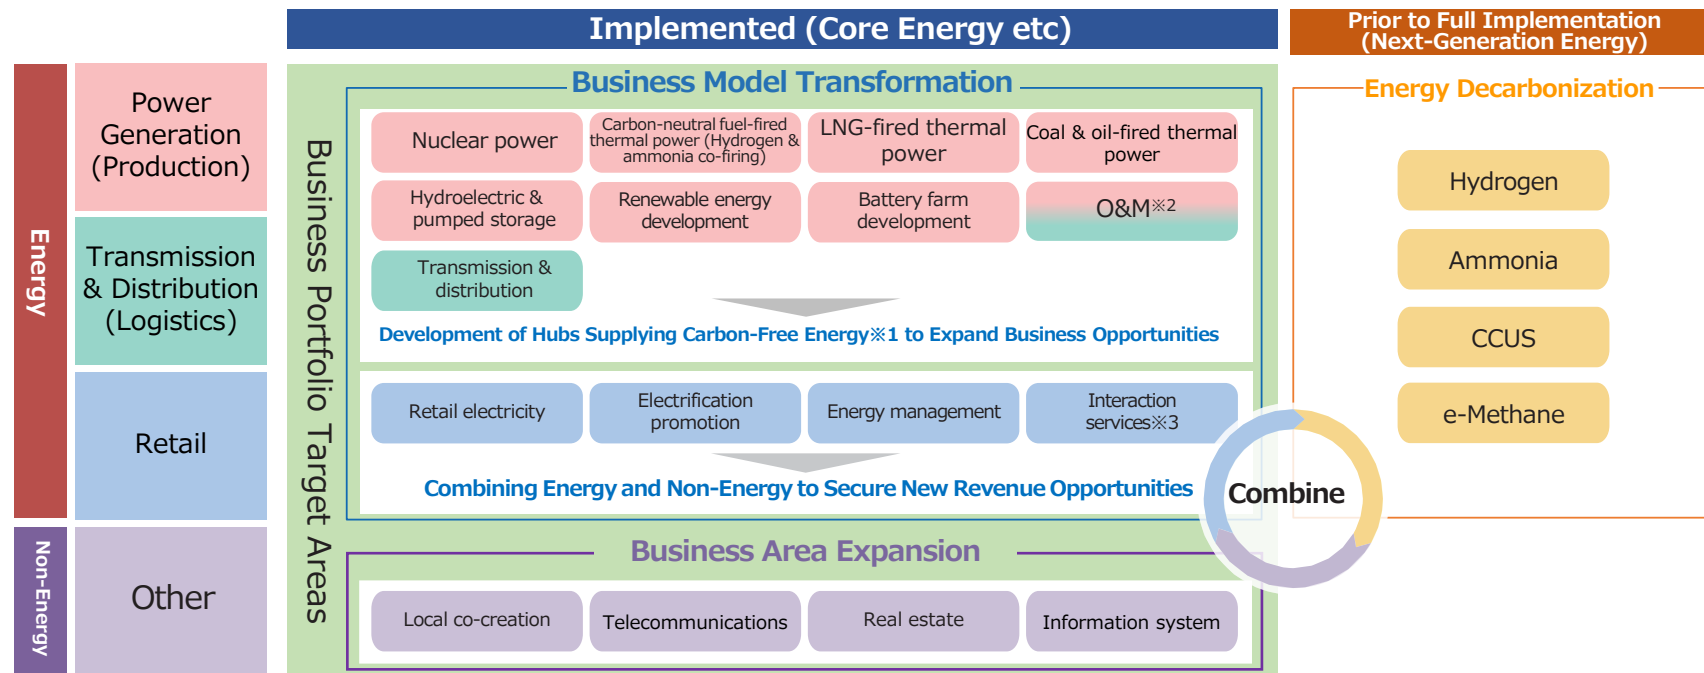 Implemented (Core Energy etc)
Prior to Full Implementation
(Next-Generation Energy)
Energy
Non-Energy
Power
Generation
(Production)
Transmission
& Distribution
(Logistics)
Retail
Other
Business Portfolio Target Areas
Business Model Transformation
Nuclear power
Carbon-neutral fuel-fired
thermal power (Hydrogen &
ammonia co-firing)
LNG-fired thermal
power
Coal & oil-fired thermal
power
Hydroelectric &
pumped storage
Renewable energy
development
Battery farm
development
O&M※2
Transmission &
distribution
Development of Hubs Supplying Carbon-Free Energy※1 to Expand Business Opportunities
Retail electricity
Electrification
promotion
Energy management
Interaction
services※3
Combining Energy and Non-Energy to Secure New Revenue Opportunities
Business Area Expansion
Local co-creation
Telecommunications
Real estate
Information system
Combine
Energy Decarbonization
Hydrogen
Ammonia
CCUS
e-Methane